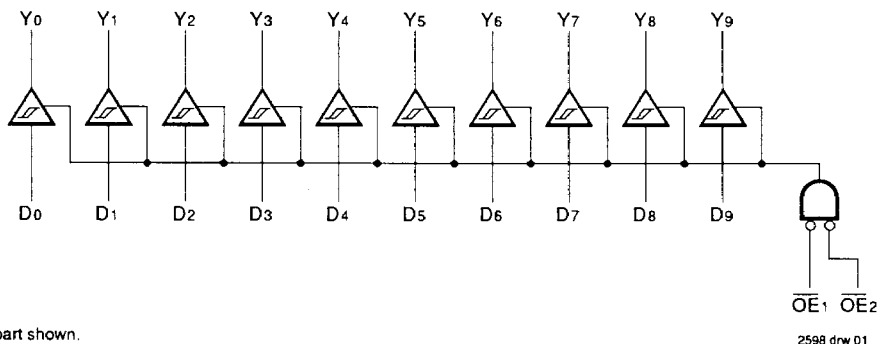 Y0 Y1 Y2 Y3 Y4 Y5 Y6 Y7 Y8 Y9
D0 D1 D2 D3 D4 D5 D6 D7 D8 D9
OE1 OE2
part shown.
2598 drw 01